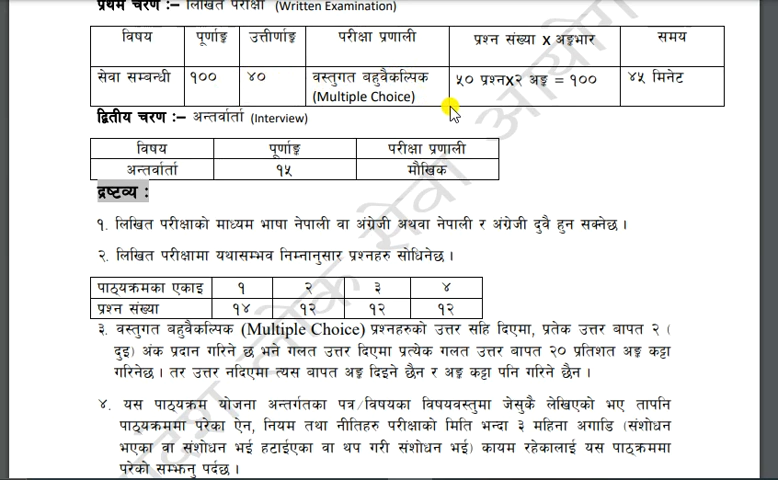 प्रथम चरण :– लिखित परीक्षा (Written Examination)
विषय पूर्णाङ्क उत्तीर्णाङ्क परीक्षा प्रणाली प्रश्न संख्या X अङ्कभार समय
सेवा सम्बन्धी १०० ४० वस्तुगत बहुवैकल्पिक (Multiple Choice) ५० प्रश्नX२ अङ्क = १०० ४५ मिनेट
द्वितीय चरण :– अन्तर्वार्ता (Interview)
विषय पूर्णाङ्क परीक्षा प्रणाली
अन्तर्वार्ता १५ मौखिक
द्रष्टव्य :
१. लिखित परीक्षाको माध्यम भाषा नेपाली वा अंग्रेजी अथवा नेपाली र अंग्रेजी दुवै हुन सक्नेछ ।
२. लिखित परीक्षामा यथासम्भव निम्नानुसार प्रश्नहरु सोधिनेछ ।
पाठ्यक्रमका एकाइ १ २ ३ ४
प्रश्न संख्या १४ १२ १२ १२
३. वस्तुगत बहुवैकल्पिक (Multiple Choice) प्रश्नहरुको उत्तर सहि दिएमा, प्रतेक उत्तर बापत २ (
दुइ) अंक प्रदान गरिने छ भने गलत उत्तर दिएमा प्रत्येक गलत उत्तर बापत २० प्रतिशत अङ्क कट्टा
गरिनेछ । तर उत्तर नदिएमा त्यस बापत अङ्क दिइने छैन र अङ्क कट्टा पनि गरिने छैन ।
४. यस पाठ्यक्रम योजना अन्तर्गतका पत्र/विषयका विषयवस्तुमा जेसुकै लेखिएको भए तापनि
पाठ्यक्रममा परेका ऐन, नियम तथा नीतिहरु परीक्षाको मिति भन्दा ३ महिना अगाडि (संशोधन
भएका वा संशोधन भई हटाईएका वा थप गरी संशोधन भई) कायम रहेकालाई यस पाठ्क्रममा
परेको सम्झनु पर्दछ ।
लोक सेवा आयोग